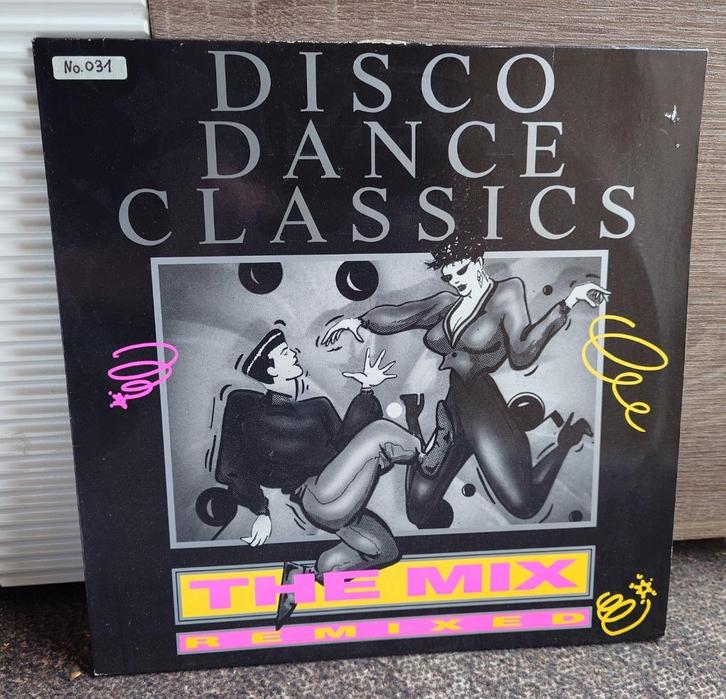 No. 031
DISCO
DANCE
CLASSICS
THE MIX
REMIXED